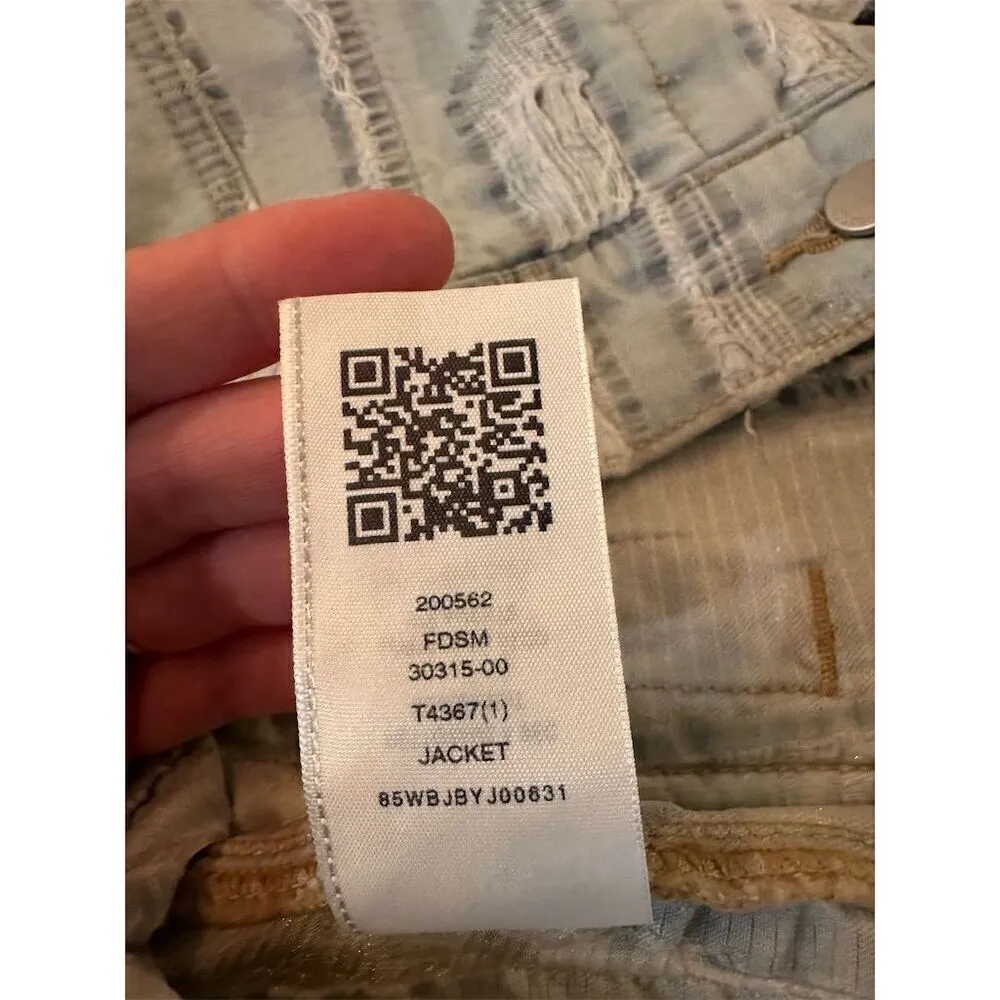 200562
FDSM
30315-00
T4367(1)
JACKET
85WBJBYJ00631